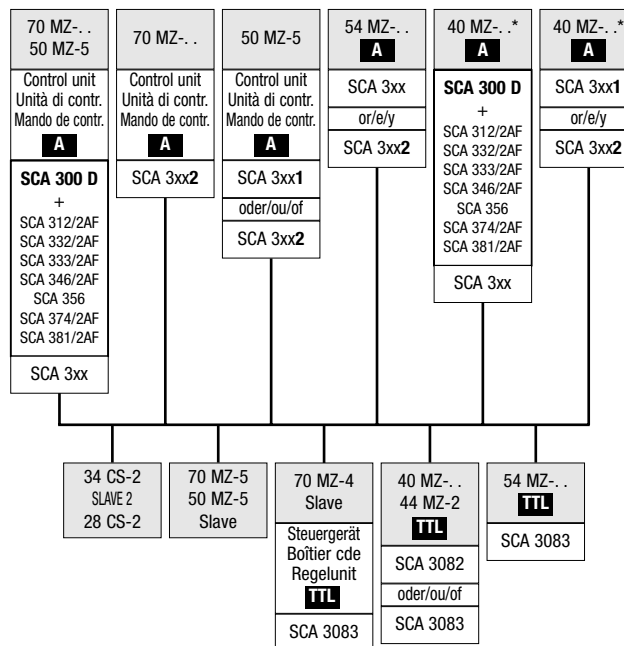 70 MZ-. .
50 MZ-5
Control unit
Unità di contr.
Mando de contr.
A
SCA 300 D
+
SCA 312/2AF
SCA 332/2AF
SCA 333/2AF
SCA 346/2AF
SCA 356
SCA 374/2AF
SCA 381/2AF
SCA 3xx
70 MZ-. .
Control unit
Unità di contr.
Mando de contr.
A
SCA 3xx2
50 MZ-5
Control unit
Unità di contr.
Mando de contr.
A
SCA 3xx1
oder/ou/of
SCA 3xx2
54 MZ-. .
A
SCA 3xx
or/e/y
SCA 3xx2
40 MZ-. .*
A
SCA 300 D
+
SCA 312/2AF
SCA 332/2AF
SCA 333/2AF
SCA 346/2AF
SCA 356
SCA 374/2AF
SCA 381/2AF
SCA 3xx
40 MZ-. .*
A
SCA 3xx1
or/e/y
SCA 3xx2
34 CS-2
SLAVE 2
28 CS-2
70 MZ-5
50 MZ-5
Slave
70 MZ-4
Slave
Steuergerät
Boîtier cde
Regelunit
TTL
SCA 3083
40 MZ-. .
44 MZ-2
TTL
SCA 3082
oder/ou/of
SCA 3083
54 MZ-. .
TTL
SCA 3083